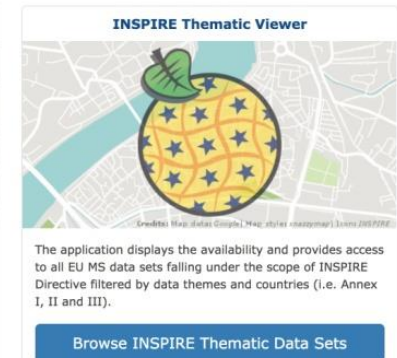 INSPIRE Thematic Viewer
(credits) Map data: Google | Map styles snazzymap | Icons INSPIRE
The application displays the availability and provides access
to all EU MS data sets falling under the scope of INSPIRE
Directive filtered by data themes and countries (i.e. Annex
I, II and III).
Browse INSPIRE Thematic Data Sets